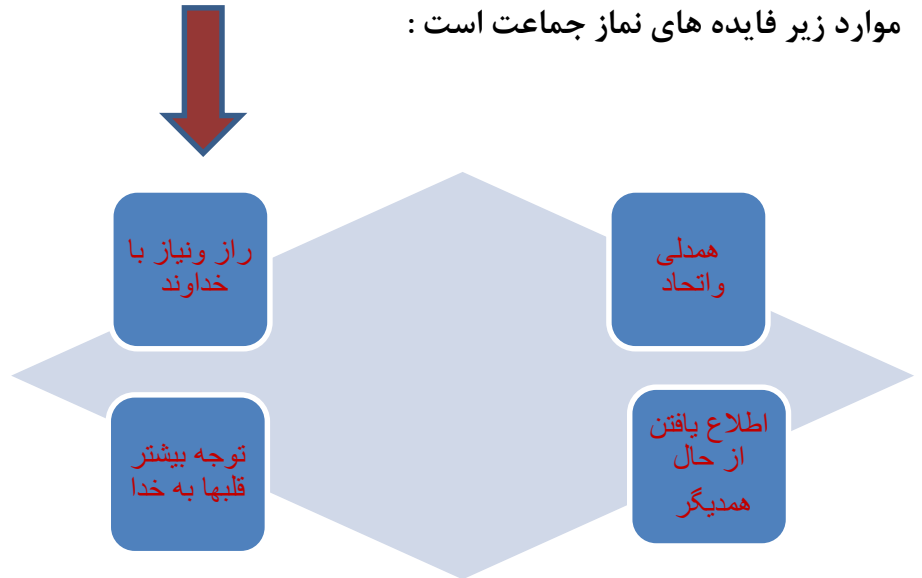 موارد زیر فایده های نماز جماعت است :
همدلی
واتحاد
راز ونیاز با
خداوند
اطلاع یافتن
از حال
همدیگر
توجه بیشتر
قلبها به خدا